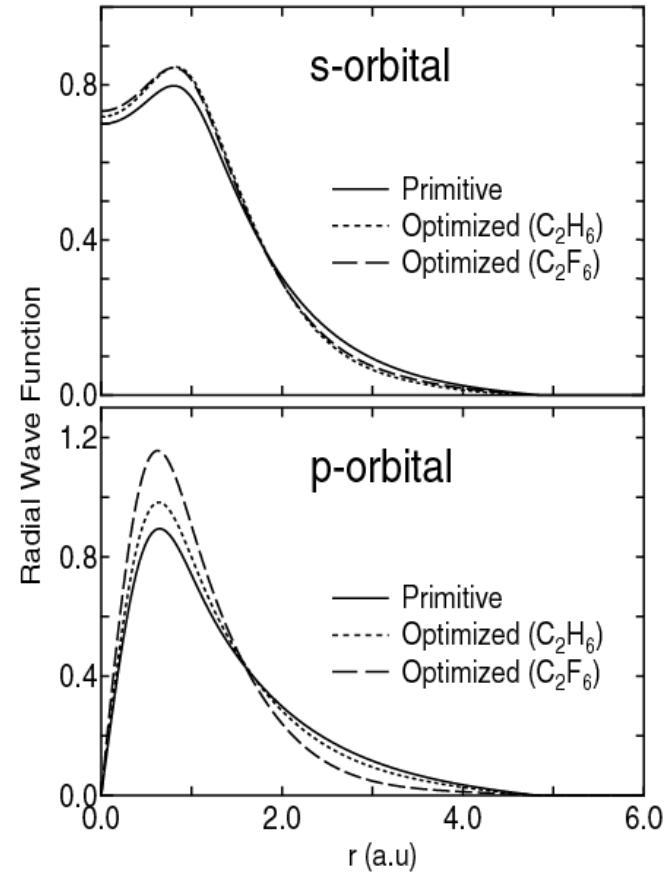 s-orbital
0.8
Primitive
Optimized (C₂H₆)
Optimized (C₂F₆)
0.4
0.0
Radial Wave Function
p-orbital
1.2
0.8
Primitive
Optimized (C₂H₆)
Optimized (C₂F₆)
0.4
0.0
0.0 2.0 4.0 6.0
r (a.u)